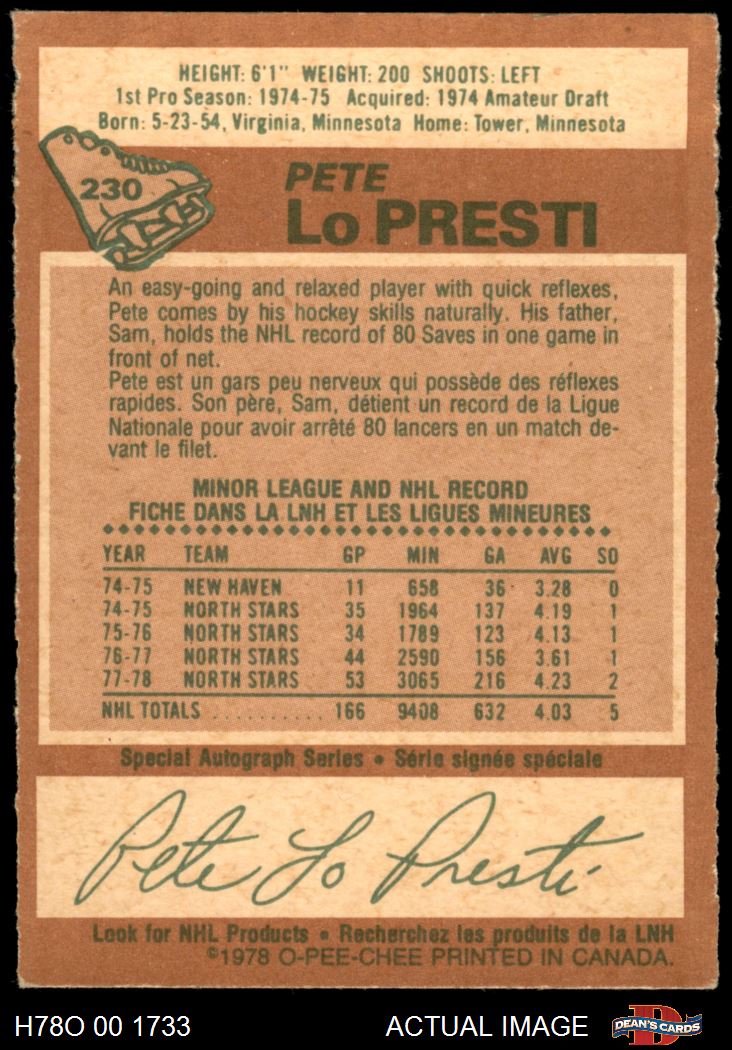 HEIGHT: 6'1" WEIGHT: 200 SHOOTS: LEFT
1st Pro Season: 1974-75 Acquired: 1974 Amateur Draft
Born: 5-23-54, Virginia, Minnesota Home: Tower, Minnesota
230
PETE
Lo PRESTI
An easy-going and relaxed player with quick reflexes,
Pete comes by his hockey skills naturally. His father,
Sam, holds the NHL record of 80 Saves in one game in
front of net.
Pete est un gars peu nerveux qui possède des réflexes
rapides. Son père, Sam, détient un record de la Ligue
Nationale pour avoir arrêté 80 lancers en un match de-
vant le filet.
MINOR LEAGUE AND NHL RECORD
FICHE DANS LA LNH ET LES LIGUES MINEURES
YEAR TEAM GP MIN GA AVG SO
74-75 NEW HAVEN 11 658 36 3.28 0
74-75 NORTH STARS 35 1964 137 4.19 1
75-76 NORTH STARS 34 1789 123 4.13 1
76-77 NORTH STARS 44 2590 156 3.61 1
77-78 NORTH STARS 53 3065 216 4.23 2
NHL TOTALS .......... 166 9408 632 4.03 5
Special Autograph Series • Série signée spéciale
Pete Lo Presti
Look for NHL Products • Recherchez les produits de la LNH
©1978 O-PEE-CHEE PRINTED IN CANADA.
H78O 00 1733 ACTUAL IMAGE D DEAN'S CARDS